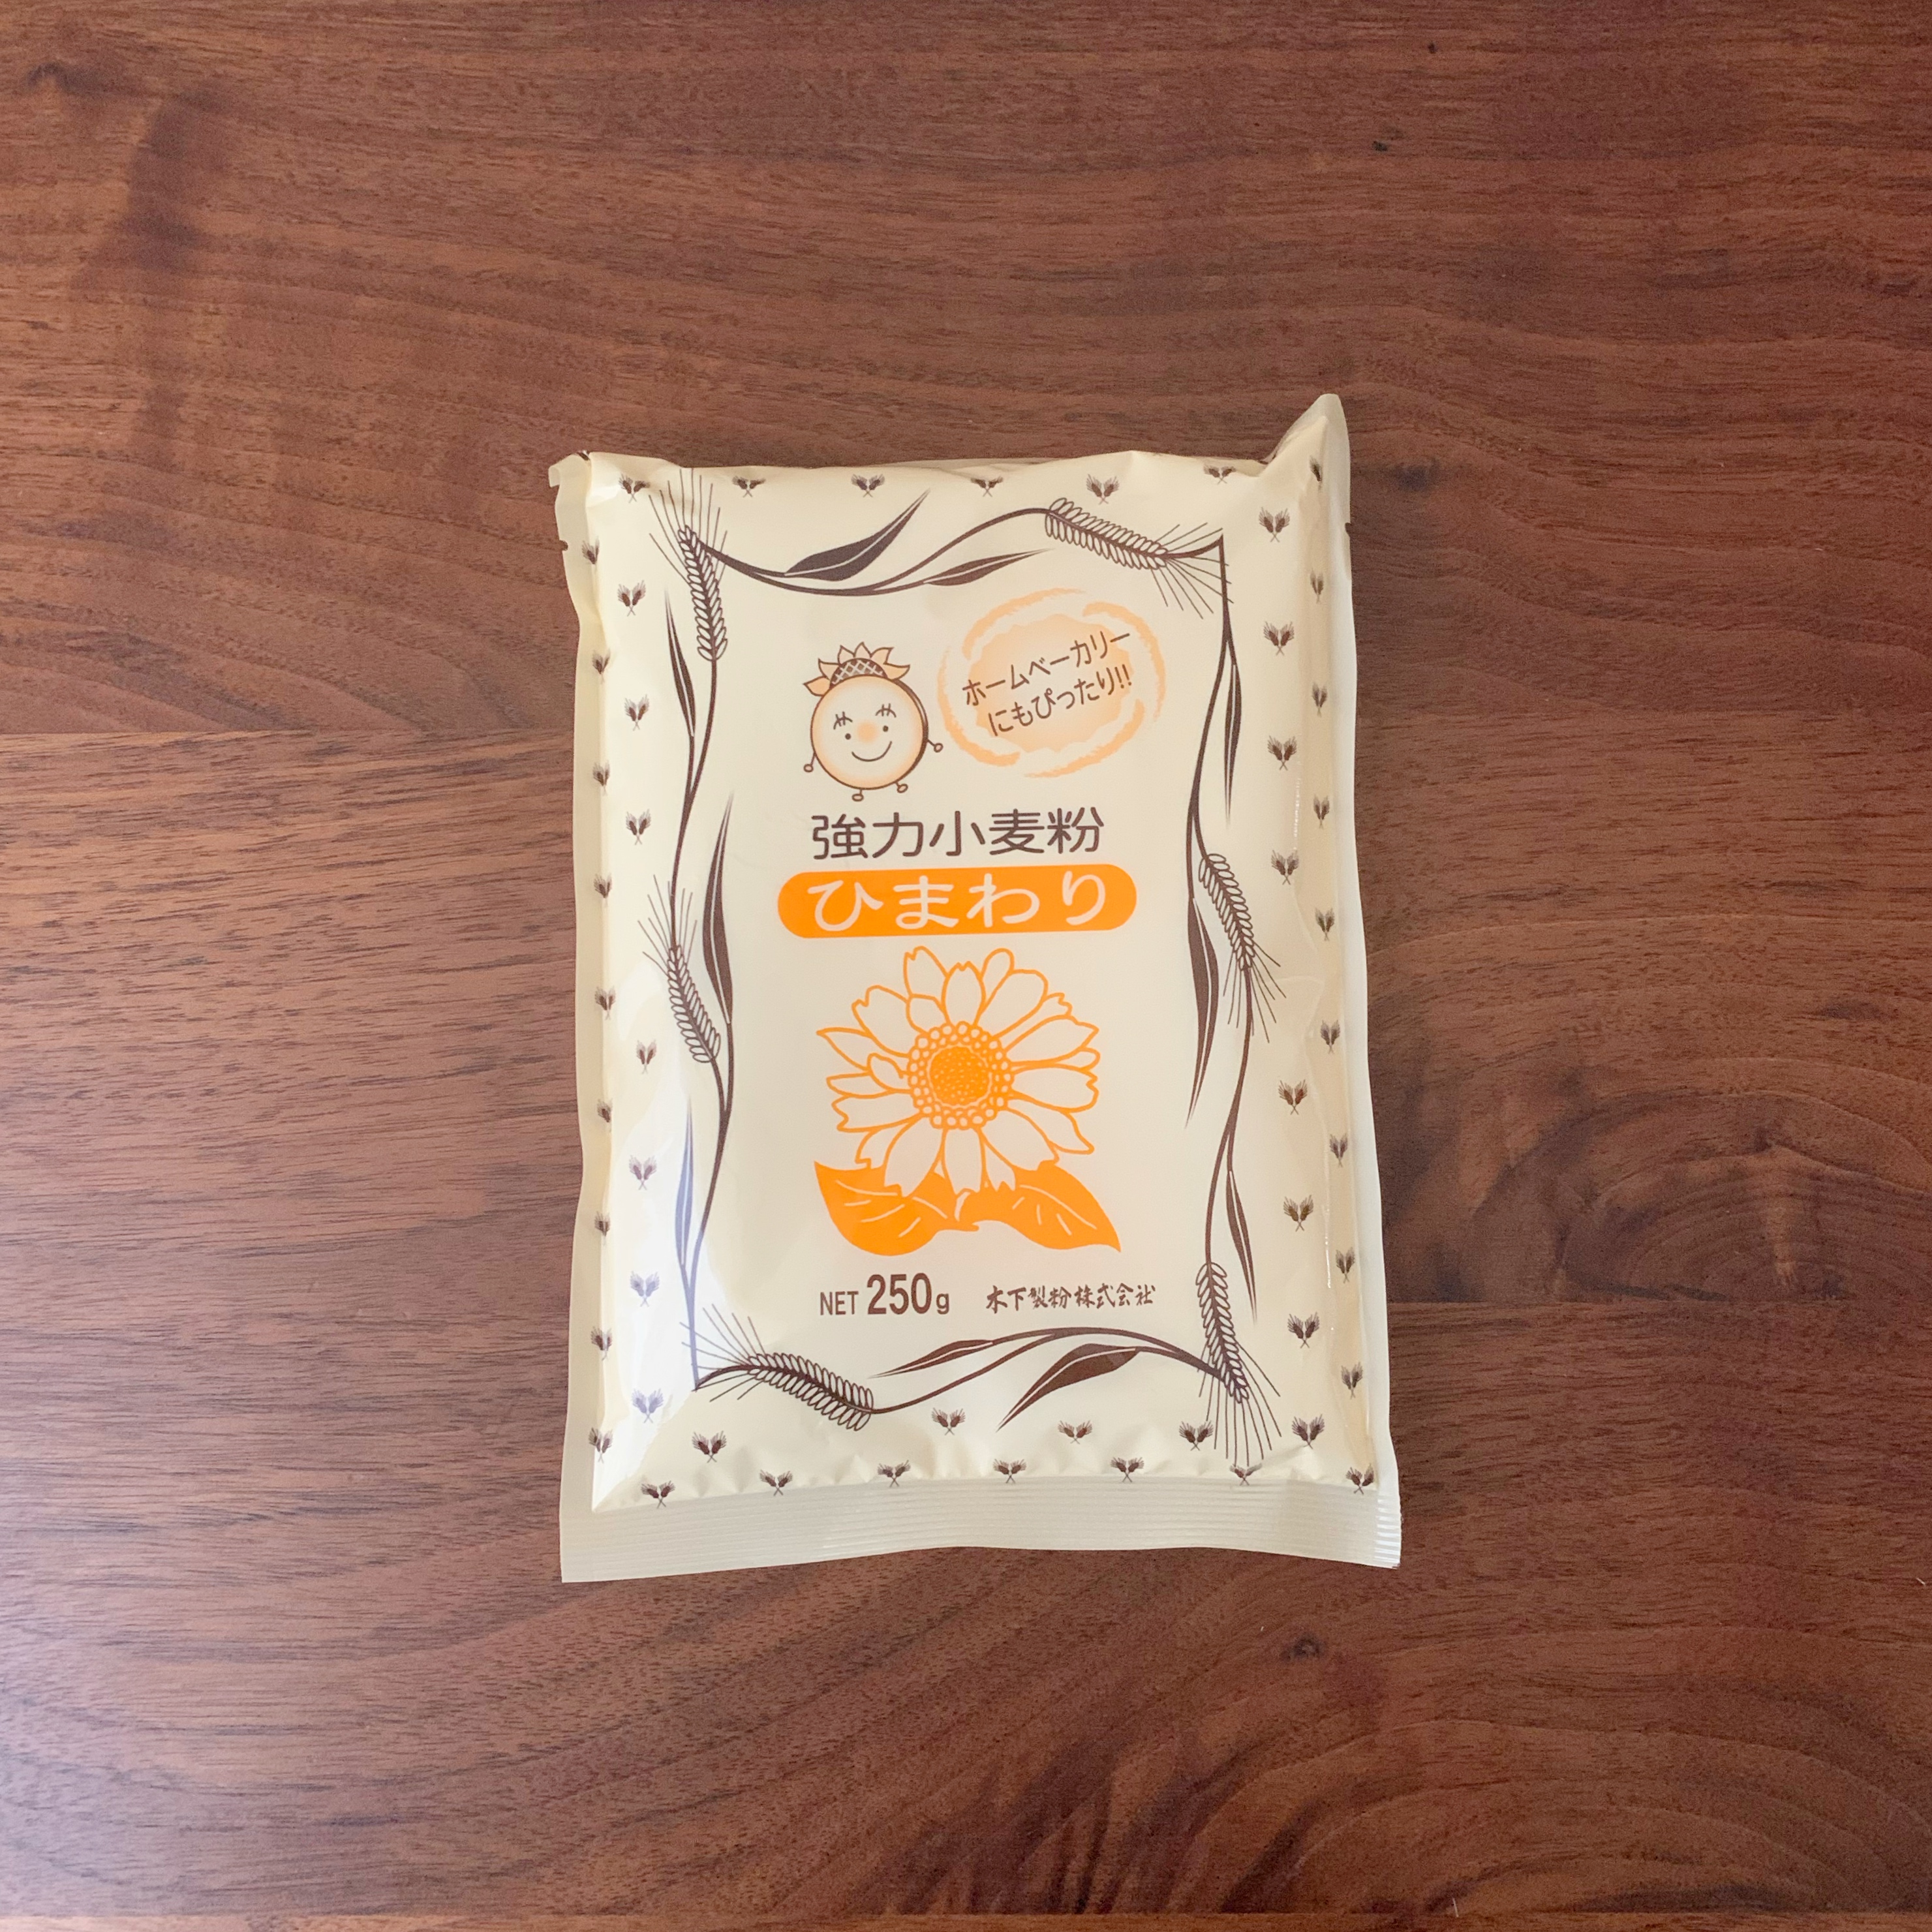 ホームベーカリー
にもぴったり!!
強力小麦粉
ひまわり
NET 250g 木下製粉株式会社